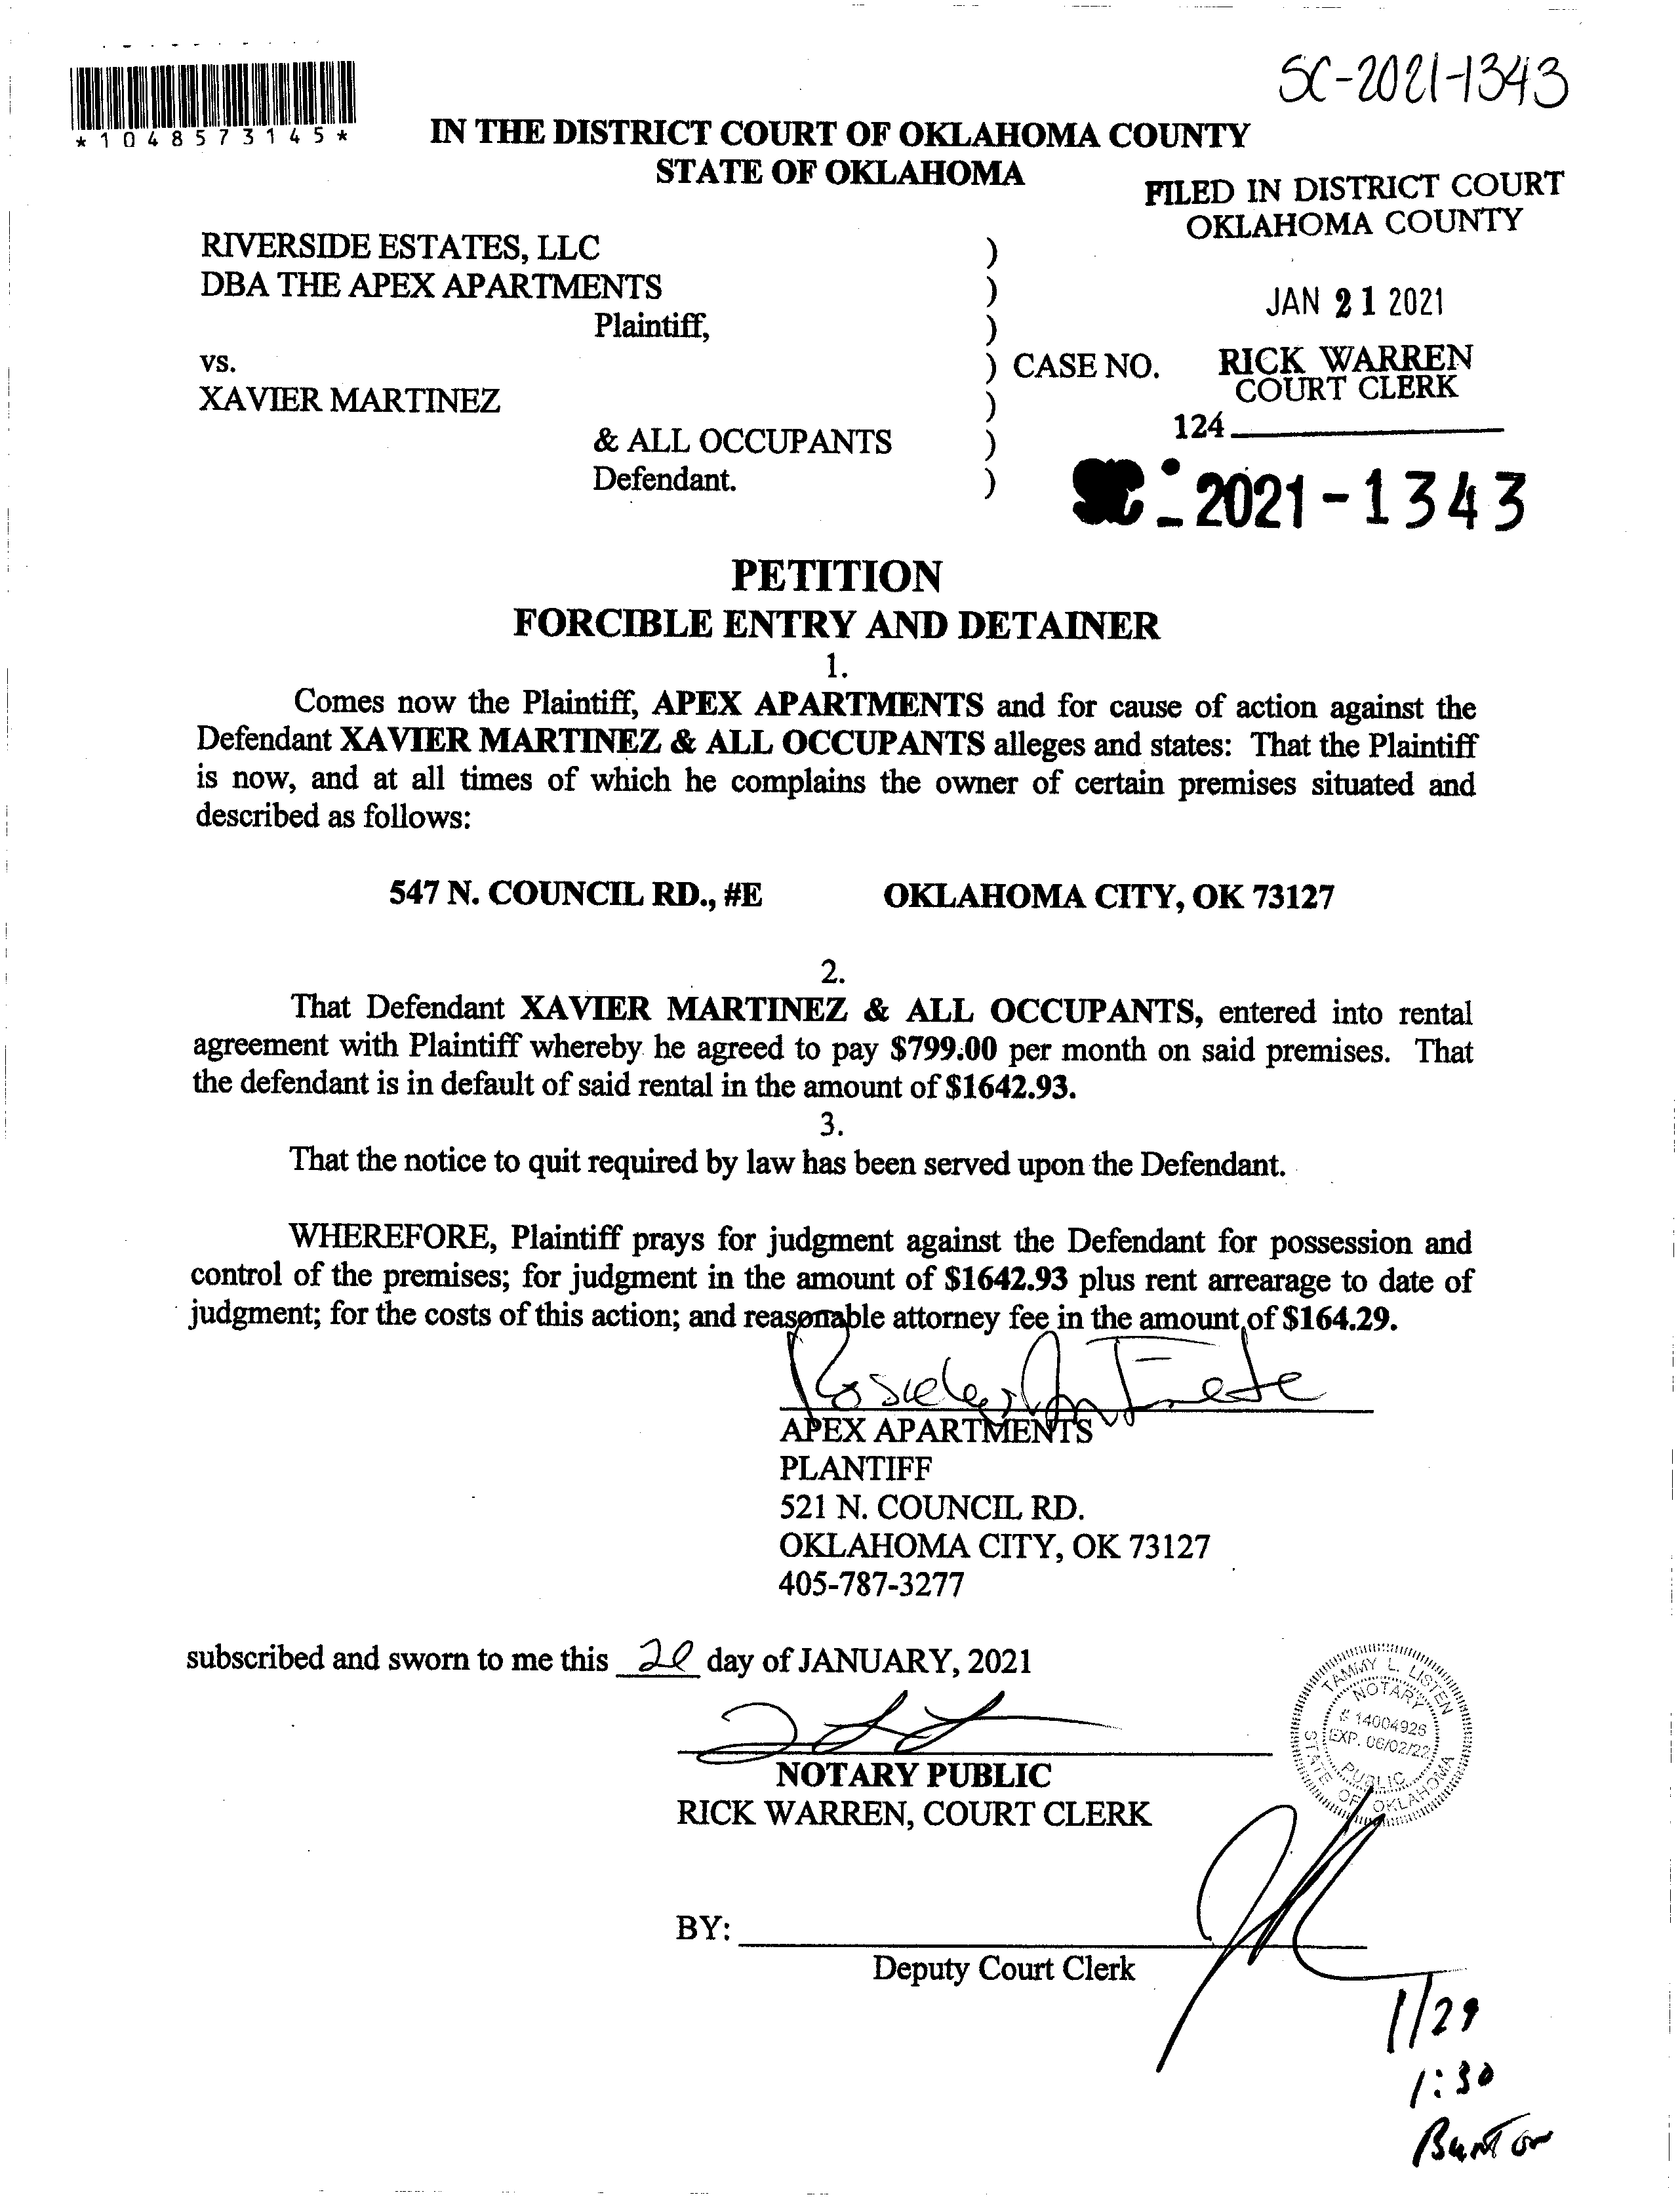 SC-2021-1343
*1048573145*
IN THE DISTRICT COURT OF OKLAHOMA COUNTY
STATE OF OKLAHOMA
FILED IN DISTRICT COURT
OKLAHOMA COUNTY
RIVERSIDE ESTATES, LLC )
DBA THE APEX APARTMENTS )
JAN 21 2021
Plaintiff, )
vs. ) CASE NO.
RICK WARREN
COURT CLERK
XAVIER MARTINEZ )
124
& ALL OCCUPANTS )
Defendant. )
SC-2021-1343
PETITION
FORCIBLE ENTRY AND DETAINER
1.
Comes now the Plaintiff, APEX APARTMENTS and for cause of action against the
Defendant XAVIER MARTINEZ & ALL OCCUPANTS alleges and states: That the Plaintiff
is now, and at all times of which he complains the owner of certain premises situated and
described as follows:
547 N. COUNCIL RD., #E OKLAHOMA CITY, OK 73127
2.
That Defendant XAVIER MARTINEZ & ALL OCCUPANTS, entered into rental
agreement with Plaintiff whereby he agreed to pay $799.00 per month on said premises. That
the defendant is in default of said rental in the amount of $1642.93.
3.
That the notice to quit required by law has been served upon the Defendant.
WHEREFORE, Plaintiff prays for judgment against the Defendant for possession and
control of the premises; for judgment in the amount of $1642.93 plus rent arrearage to date of
judgment; for the costs of this action; and reasonable attorney fee in the amount of $164.29.
APEX APARTMENTS
PLANTIFF
521 N. COUNCIL RD.
OKLAHOMA CITY, OK 73127
405-787-3277
subscribed and sworn to me this 20 day of JANUARY, 2021
TAMMY L. LISTEN
NOTARY
# 14004926
EXP. 06/02/22
PUBLIC
STATE OF OKLAHOMA
NOTARY PUBLIC
RICK WARREN, COURT CLERK
BY:
Deputy Court Clerk
1/29
1:30
Burton